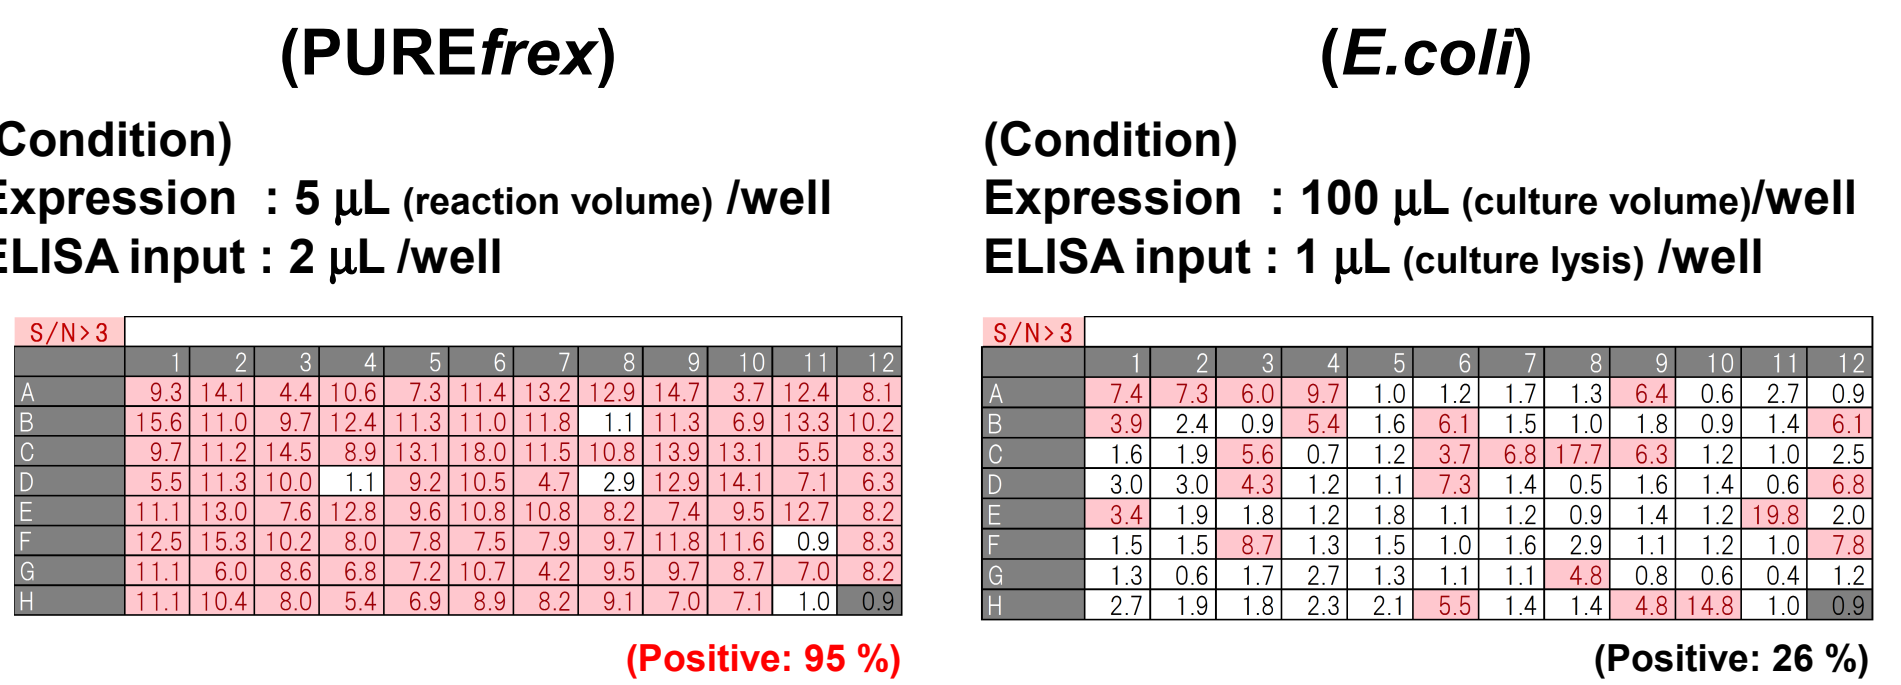 (PUREfrex)
Condition)
Expression : 5 μL (reaction volume) /well
ELISA input : 2 μL /well
S/N>3
1 2 3 4 5 6 7 8 9 10 11 12
A 9.3 14.1 4.4 10.6 7.3 11.4 13.2 12.9 14.7 3.7 12.4 8.1
B 15.6 11.0 9.7 12.4 11.3 11.0 11.8 1.1 11.3 6.9 13.3 10.2
C 9.7 11.2 14.5 8.9 13.1 18.0 11.5 10.8 13.9 13.1 5.5 8.3
D 5.5 11.3 10.0 1.1 9.2 10.5 4.7 2.9 12.9 14.1 7.1 6.3
E 11.1 13.0 7.6 12.8 9.6 10.8 10.8 8.2 7.4 9.5 12.7 8.2
F 12.5 15.3 10.2 8.0 7.8 7.5 7.9 9.7 11.8 11.6 0.9 8.3
G 11.1 6.0 8.6 6.8 7.2 10.7 4.2 9.5 9.7 8.7 7.0 8.2
H 11.1 10.4 8.0 5.4 6.9 8.9 8.2 9.1 7.0 7.1 1.0 0.9
(Positive: 95 %)
(E.coli)
(Condition)
Expression : 100 μL (culture volume)/well
ELISA input : 1 μL (culture lysis) /well
S/N>3
1 2 3 4 5 6 7 8 9 10 11 12
A 7.4 7.3 6.0 9.7 1.0 1.2 1.7 1.3 6.4 0.6 2.7 0.9
B 3.9 2.4 0.9 5.4 1.6 6.1 1.5 1.0 1.8 0.9 1.4 6.1
C 1.6 1.9 5.6 0.7 1.2 3.7 6.8 17.7 6.3 1.2 1.0 2.5
D 3.0 3.0 4.3 1.2 1.1 7.3 1.4 0.5 1.6 1.4 0.6 6.8
E 3.4 1.9 1.8 1.2 1.8 1.1 1.2 0.9 1.4 1.2 19.8 2.0
F 1.5 1.5 8.7 1.3 1.5 1.0 1.6 2.9 1.1 1.2 1.0 7.8
G 1.3 0.6 1.7 2.7 1.3 1.1 1.1 4.8 0.8 0.6 0.4 1.2
H 2.7 1.9 1.8 2.3 2.1 5.5 1.4 1.4 4.8 14.8 1.0 0.9
(Positive: 26 %)